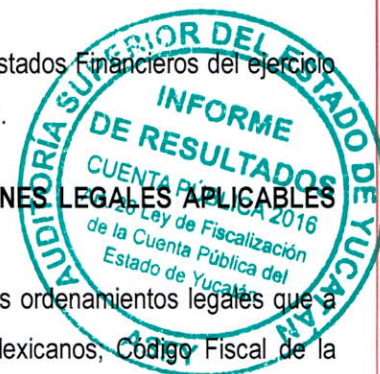 stados Financieros del ejercicio
.
NES LEGALES APLICABLES
s ordenamientos legales que a
Mexicanos, Código Fiscal de la
AUDITORÍA SUPERIOR DEL ESTADO DE YUCATÁN
INFORME
DE RESULTADOS
CUENTA PÚBLICA 2016
Ley de Fiscalización
de la Cuenta Pública del
Estado de Yucatán